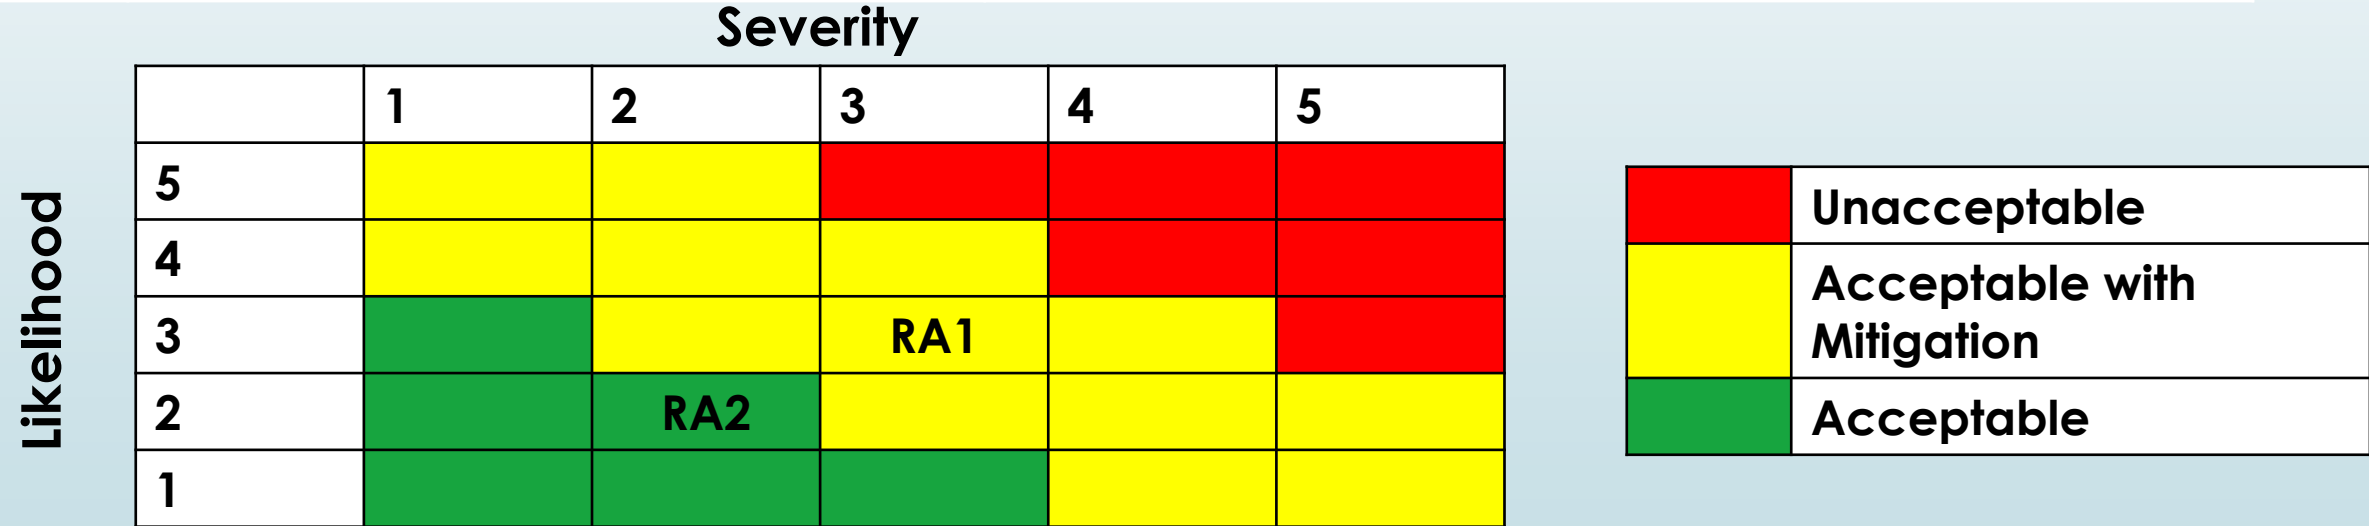 Severity
1 2 3 4 5
5
4
3 RA1
2 RA2
1
Likelihood
Unacceptable
Acceptable with
Mitigation
Acceptable